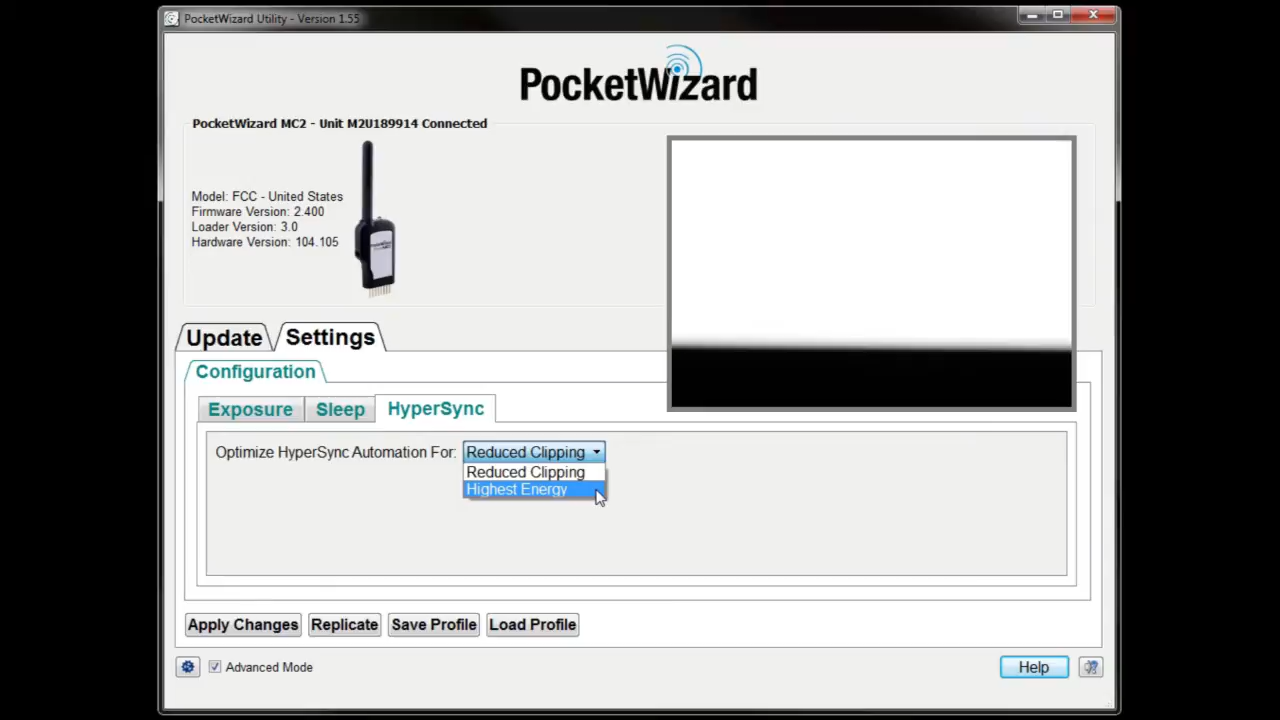 PocketWizard Utility - Version 1.55
PocketWizard
PocketWizard MC2 - Unit M2U189914 Connected
Model: FCC - United States
Firmware Version: 2.400
Loader Version: 3.0
Hardware Version: 104.105
Update
Settings
Configuration
Exposure
Sleep
HyperSync
Optimize HyperSync Automation For:
Reduced Clipping
Reduced Clipping
Highest Energy
Apply Changes
Replicate
Save Profile
Load Profile
Advanced Mode
Help